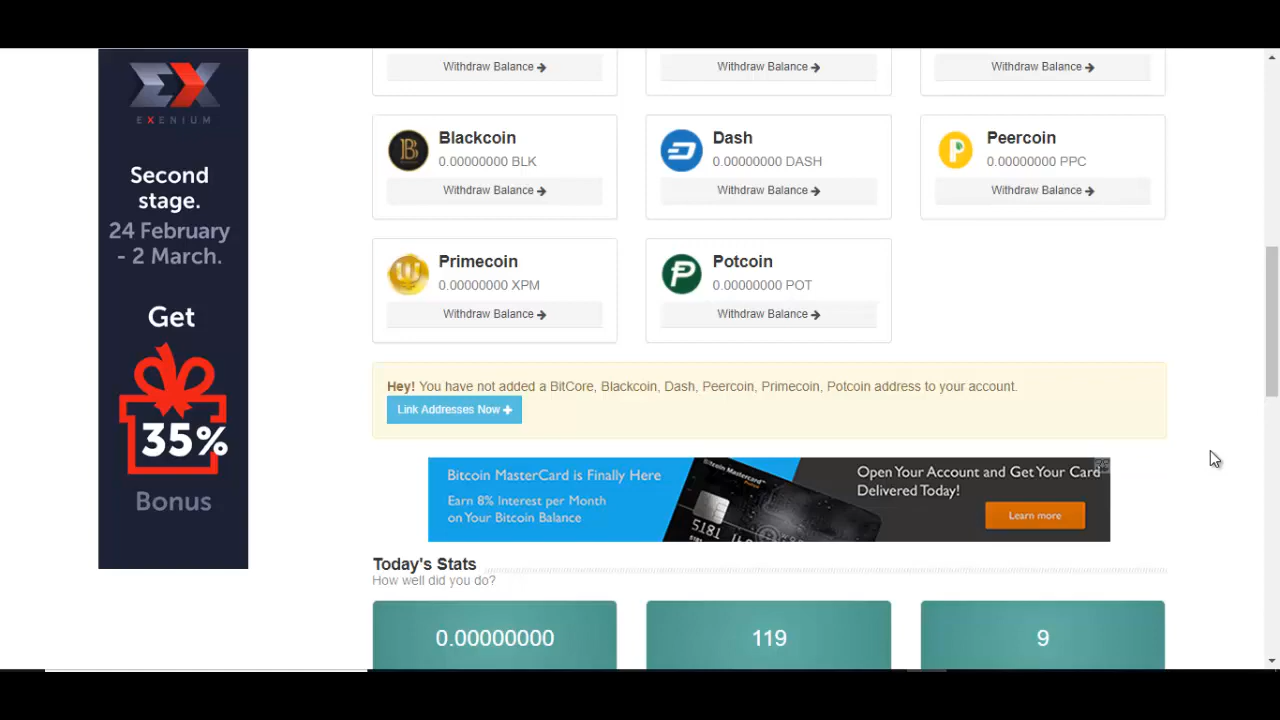 EXENIUM
Second
stage.
24 February
- 2 March.
Get
35%
Bonus
Withdraw Balance
Withdraw Balance
Withdraw Balance
Blackcoin
0.00000000 BLK
Withdraw Balance
Dash
0.00000000 DASH
Withdraw Balance
Peercoin
0.00000000 PPC
Withdraw Balance
Primecoin
0.00000000 XPM
Withdraw Balance
Potcoin
0.00000000 POT
Withdraw Balance
Hey! You have not added a BitCore, Blackcoin, Dash, Peercoin, Primecoin, Potcoin address to your account.
Link Addresses Now
Bitcoin MasterCard is Finally Here
Earn 8% Interest per Month
on Your Bitcoin Balance
Bitcoin Mastercard
5181
Open Your Account and Get Your Card
Delivered Today!
Learn more
Today's Stats
How well did you do?
0.00000000
119
9